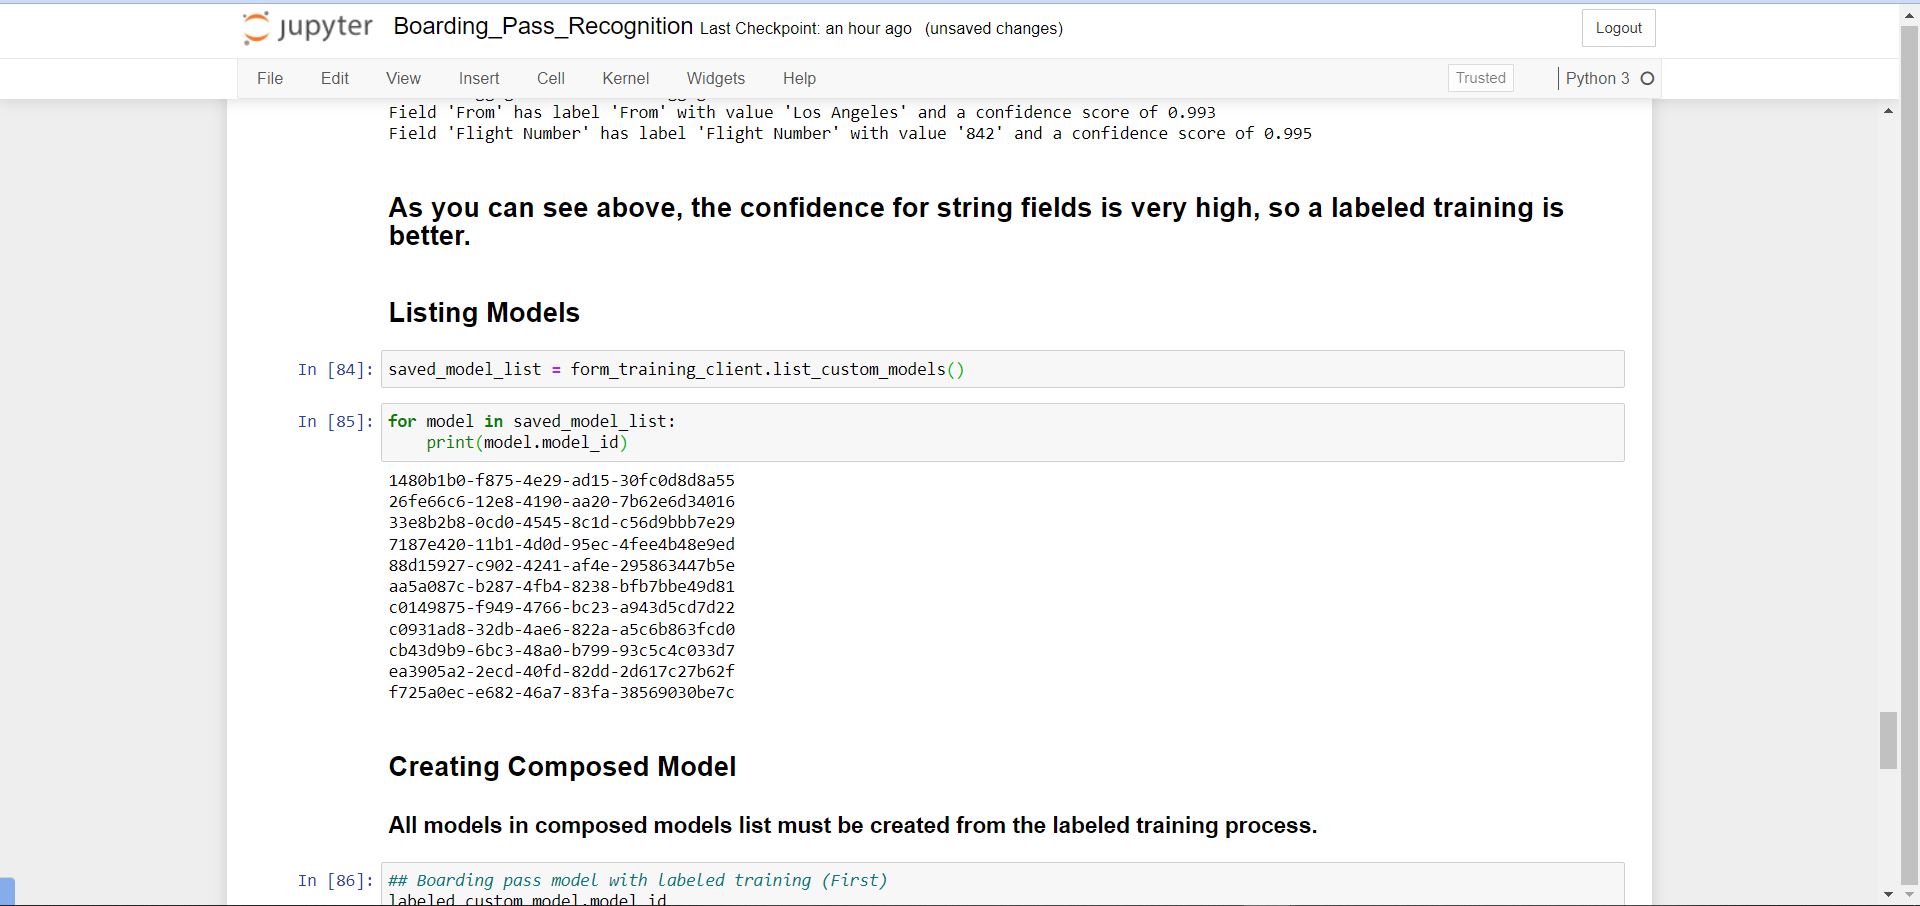 jupyter Boarding_Pass_Recognition Last Checkpoint: an hour ago (unsaved changes)
Logout
File Edit View Insert Cell Kernel Widgets Help
Trusted
Python 3
Field 'From' has label 'From' with value 'Los Angeles' and a confidence score of 0.993
Field 'Flight Number' has label 'Flight Number' with value '842' and a confidence score of 0.995
As you can see above, the confidence for string fields is very high, so a labeled training is
better.
Listing Models
In [84]: saved_model_list = form_training_client.list_custom_models()
In [85]: for model in saved_model_list:
    print(model.model_id)
1480b1b0-f875-4e29-ad15-30fc0d8d8a55
26fe66c6-12e8-4190-aa20-7b62e6d34016
33e8b2b8-0cd0-4545-8c1d-c56d9bbb7e29
7187e420-11b1-4d0d-95ec-4fee4b48e9ed
88d15927-c902-4241-af4e-295863447b5e
aa5a087c-b287-4fb4-8238-bfb7bbe49d81
c0149875-f949-4766-bc23-a943d5cd7d22
c0931ad8-32db-4ae6-822a-a5c6b863fcd0
cb43d9b9-6bc3-48a0-b799-93c5c4c033d7
ea3905a2-2ecd-40fd-82dd-2d617c27b62f
f725a0ec-e682-46a7-83fa-38569030be7c
Creating Composed Model
All models in composed models list must be created from the labeled training process.
In [86]: ## Boarding pass model with labeled training (First)
labeled_custom_model.model_id